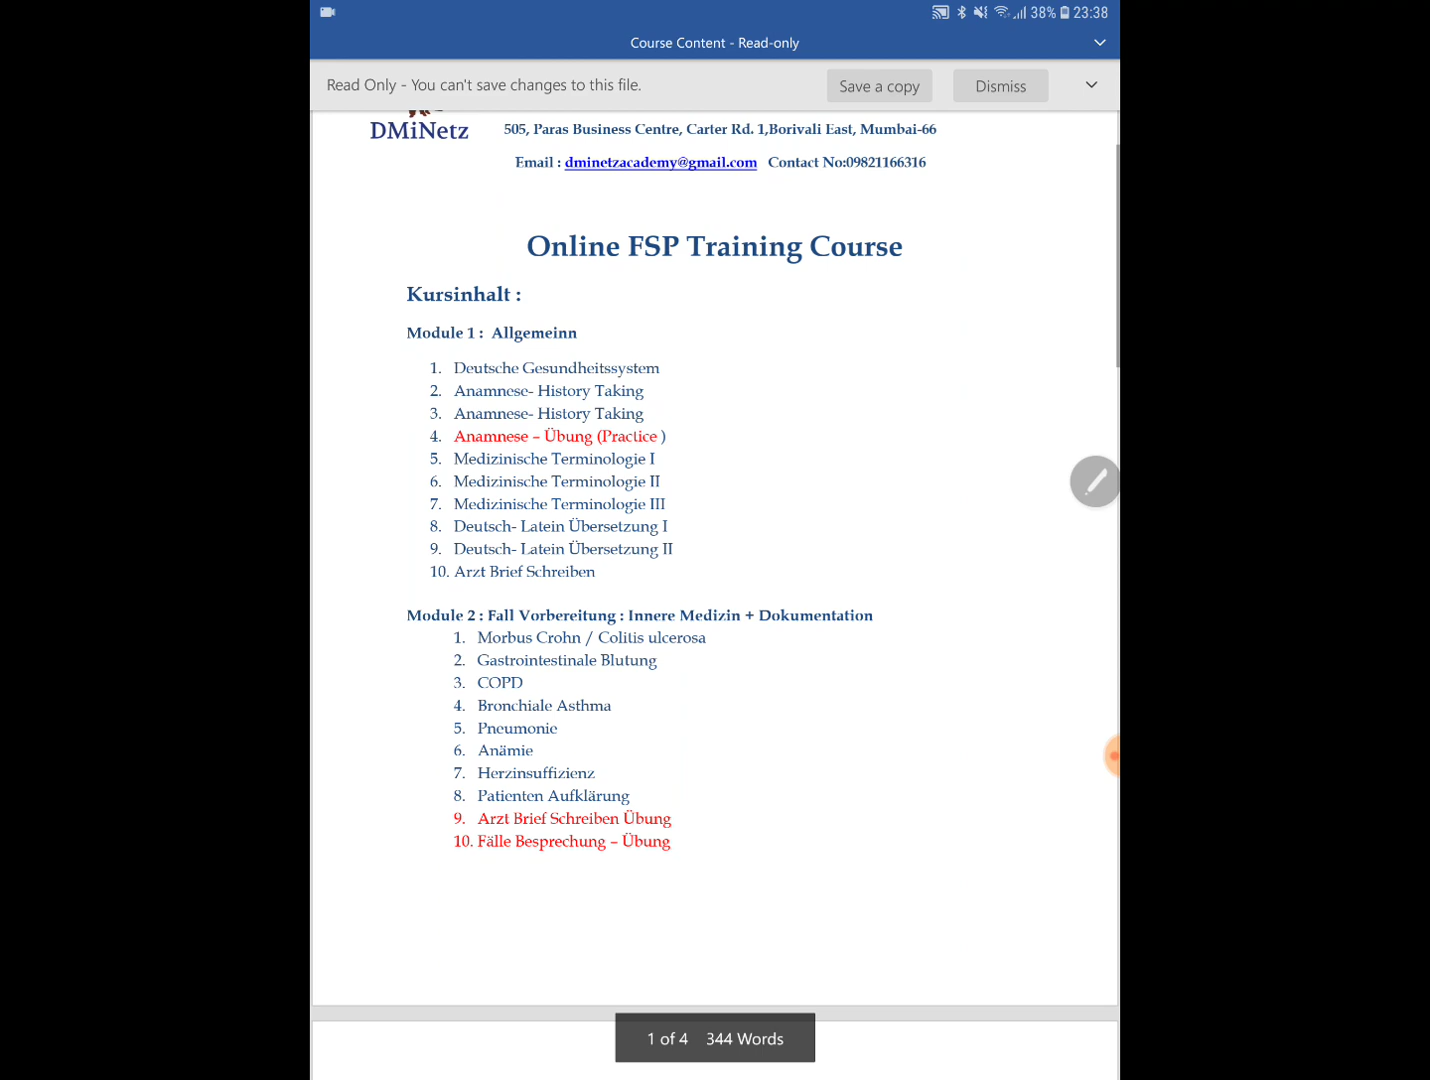 38% 23:38
Course Content - Read-only
Read Only - You can't save changes to this file. Save a copy Dismiss
DMiNetz
505, Paras Business Centre, Carter Rd. 1,Borivali East, Mumbai-66
Email : dminetzacademy@gmail.com Contact No:09821166316
Online FSP Training Course
Kursinhalt :
Module 1 : Allgemeinn
1. Deutsche Gesundheitssystem
2. Anamnese- History Taking
3. Anamnese- History Taking
4. Anamnese – Übung (Practice )
5. Medizinische Terminologie I
6. Medizinische Terminologie II
7. Medizinische Terminologie III
8. Deutsch- Latein Übersetzung I
9. Deutsch- Latein Übersetzung II
10. Arzt Brief Schreiben
Module 2 : Fall Vorbereitung : Innere Medizin + Dokumentation
1. Morbus Crohn / Colitis ulcerosa
2. Gastrointestinale Blutung
3. COPD
4. Bronchiale Asthma
5. Pneumonie
6. Anämie
7. Herzinsuffizienz
8. Patienten Aufklärung
9. Arzt Brief Schreiben Übung
10. Fälle Besprechung – Übung
1 of 4 344 Words